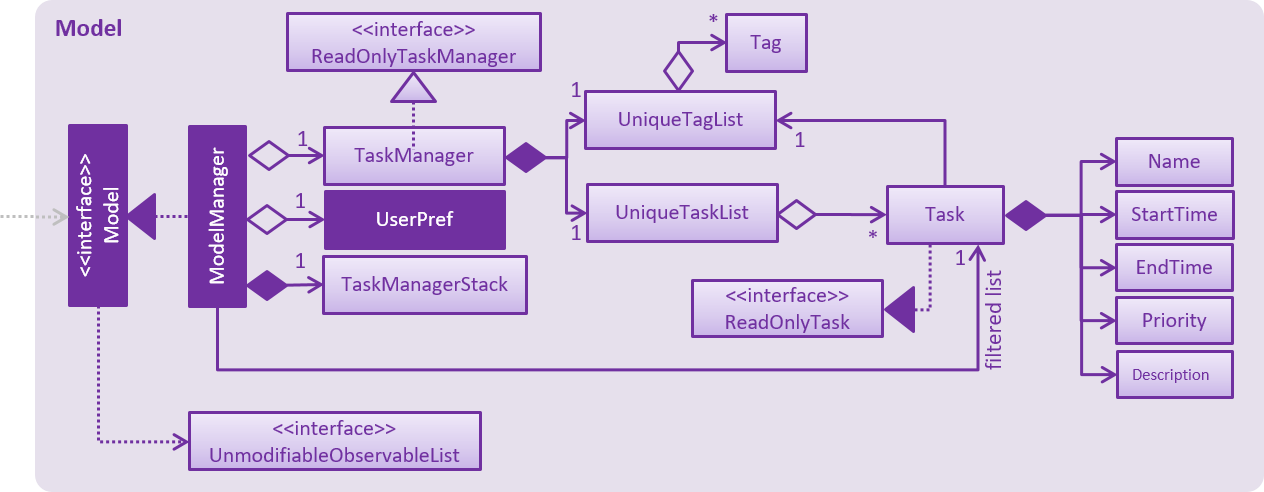 Model
<<interface>>
ReadOnlyTaskManager
*
Tag
<<interface>>
Model
ModelManager
1
TaskManager
1
UserPref
1
TaskManagerStack
1
UniqueTagList
1
1
UniqueTaskList
*
Task
1
filtered list
<<interface>>
ReadOnlyTask
Name
StartTime
EndTime
Priority
Description
<<interface>>
UnmodifiableObservableList